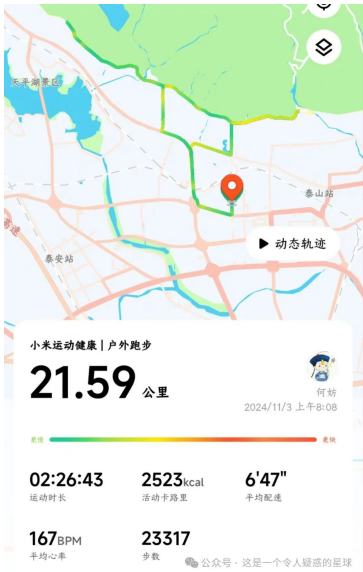 天平湖景区
泰山站
动态轨迹
泰安站
小米运动健康 | 户外跑步
21.59 公里
何妨
2024/11/3 上午8:08
最慢
最快
02:26:43
2523kcal
6'47"
运动时长
活动卡路里
平均配速
167BPM
23317
平均心率
步数
公众号 · 这是一个令人疑惑的星球